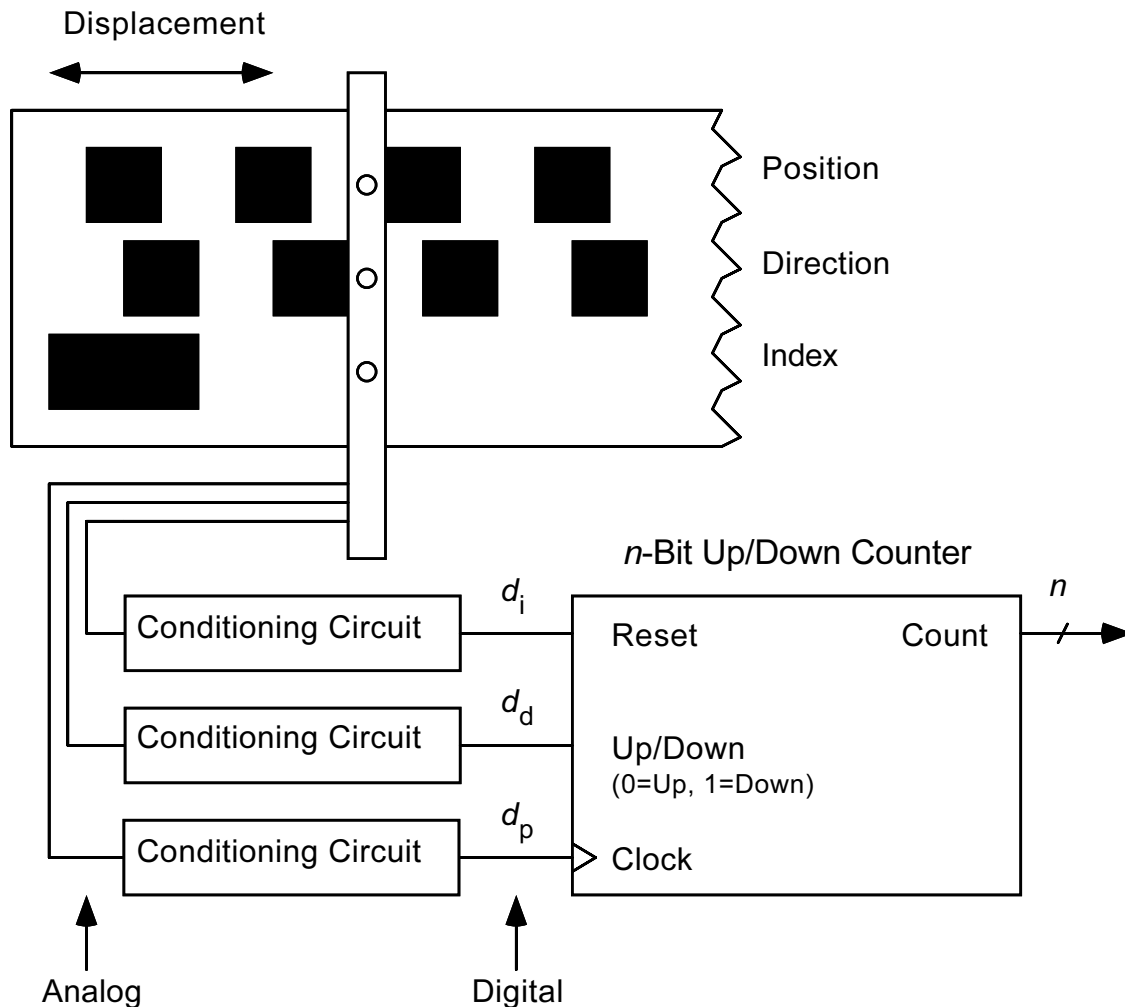 Displacement
Position
Direction
Index
n-Bit Up/Down Counter
di
n
Conditioning Circuit
Reset
Count
dd
Conditioning Circuit
Up/Down
(0=Up, 1=Down)
dp
Conditioning Circuit
Clock
Analog
Digital